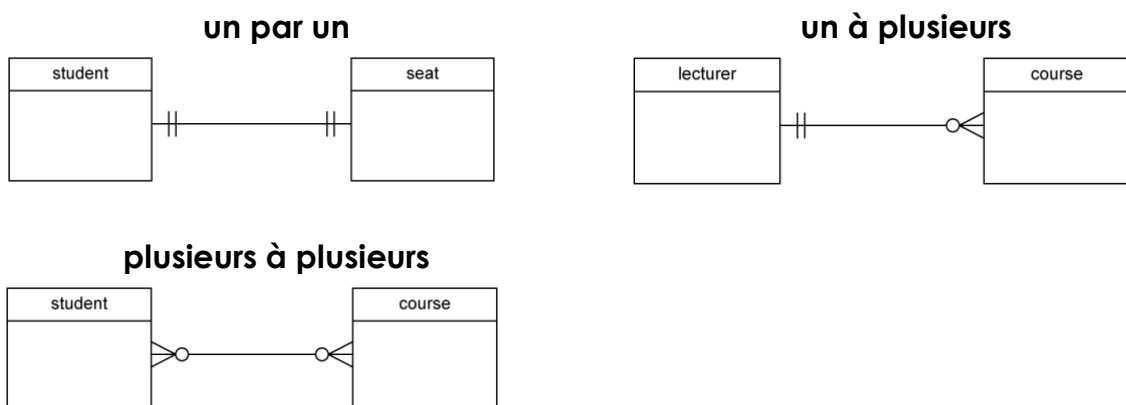 un par un
student
seat
un à plusieurs
lecturer
course
plusieurs à plusieurs
student
course